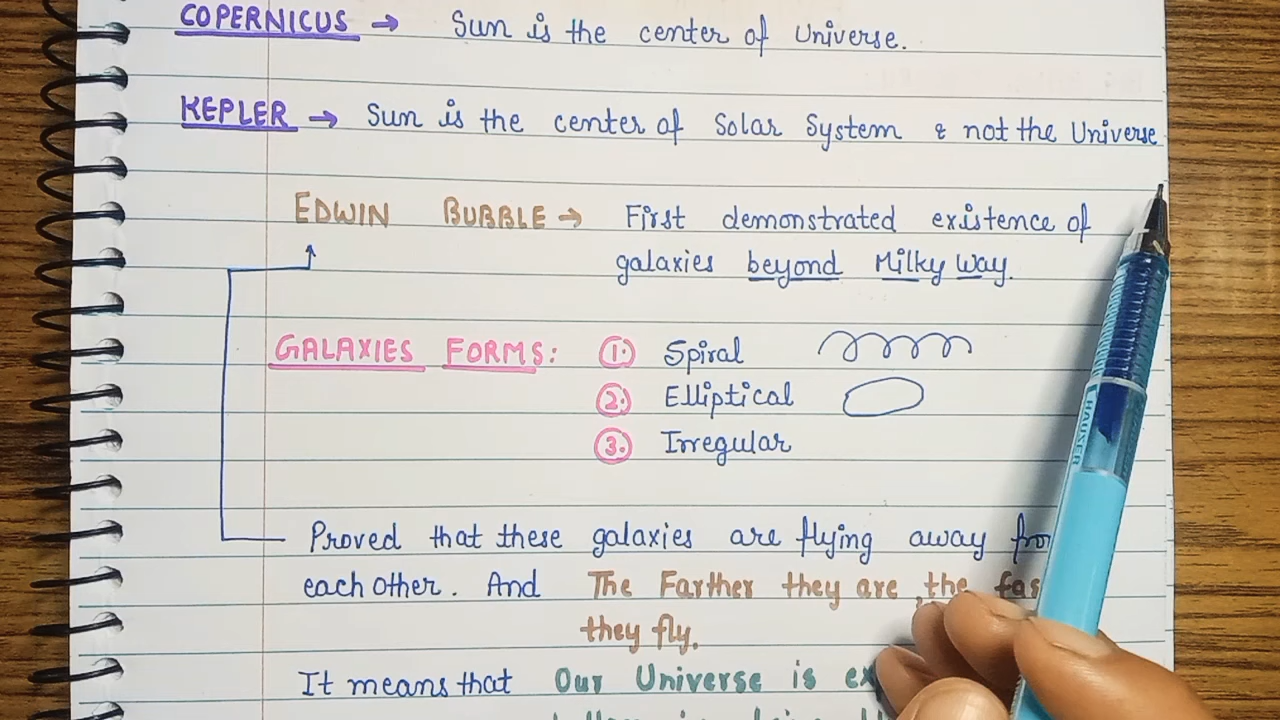 COPERNICUS → Sun is the center of Universe.
KEPLER → Sun is the center of Solar System & not the Universe
EDWIN BUBBLE → First demonstrated existence of
galaxies beyond Milky Way.
GALAXIES FORMS: 1. Spiral
2. Elliptical
3. Irregular
Proved that these galaxies are flying away
each other. And The Farther they are, the
they fly.
It means that Our Universe is
HAUSER